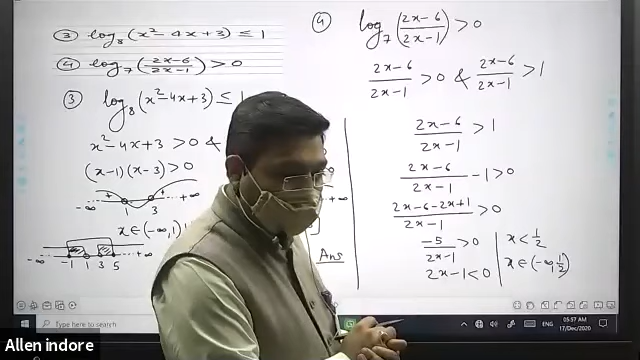 ③ log₈(x²-4x+3) ≤ 1
④ log₇((2x-6)/(2x-1)) > 0
③ log₈(x²-4x+3) ≤ 1
x²-4x+3 > 0 &
(x-1)(x-3) > 0
+ +
-∞ 1 3 +∞
x∈(-∞,1)
-∞ -1 1 3 5 +∞
+∞
Ans
④ log₇((2x-6)/(2x-1)) > 0
(2x-6)/(2x-1) > 0 & (2x-6)/(2x-1) > 1
(2x-6)/(2x-1) > 1
(2x-6)/(2x-1) - 1 > 0
(2x-6-2x+1)/(2x-1) > 0
-5/(2x-1) > 0
2x-1 < 0
x < 1/2
x∈(-∞, 1/2)
Type here to search
ENG
05:57 AM
17/Dec/2020
Allen indore